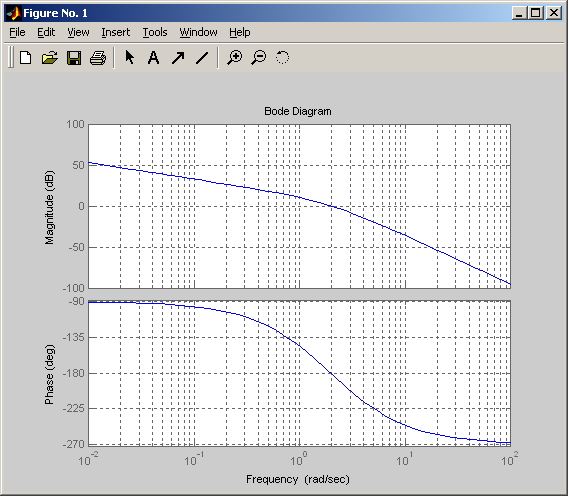 Figure No. 1
File Edit View Insert Tools Window Help
A
Bode Diagram
Magnitude (dB)
100
50
0
-50
-100
Phase (deg)
-90
-135
-180
-225
-270
10^-2 10^-1 10^0 10^1 10^2
Frequency (rad/sec)